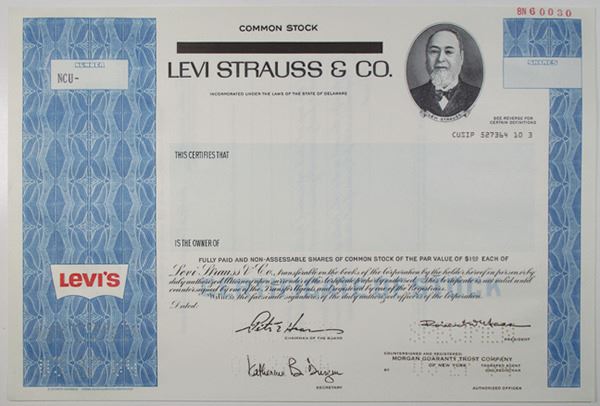 COMMON STOCK
8N60030
NUMBER
NCU-
SHARES
LEVI STRAUSS & CO.
LEVI STRAUSS
INCORPORATED UNDER THE LAWS OF THE STATE OF DELAWARE
SEE REVERSE FOR
CERTAIN DEFINITIONS
CUSIP 527364 10 3
THIS CERTIFIES THAT
IS THE OWNER OF
FULLY PAID AND NON-ASSESSABLE SHARES OF COMMON STOCK OF THE PAR VALUE OF $1.00 EACH OF
Levi Strauss & Co., transferable on the books of the Corporation by the holder hereof in person or by
duly authorized Attorney upon surrender of the Certificate properly endorsed. This Certificate is not valid until
countersigned by one of the Transfer Agents and registered by one of the Registrars.
Witness the facsimile signatures of the duly authorized officers of the Corporation.
Dated:
LEVI'S
CHAIRMAN OF THE BOARD
SECRETARY
COUNTERSIGNED AND REGISTERED:
MORGAN GUARANTY TRUST COMPANY
OF NEW YORK
TRANSFER AGENT
AND REGISTRAR
AUTHORIZED OFFICER